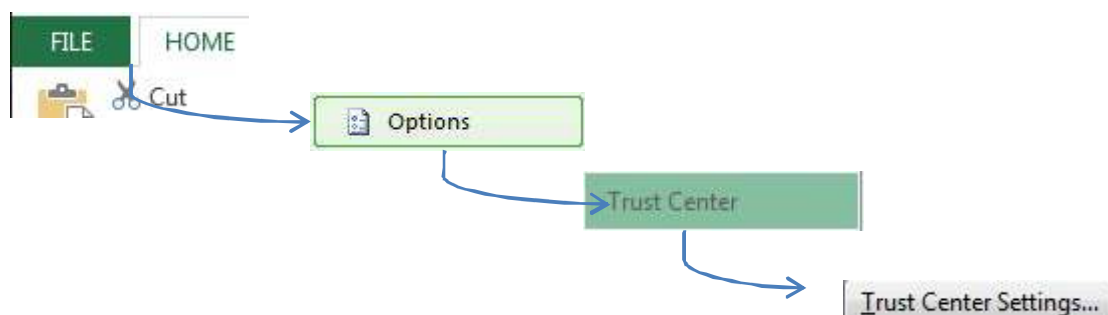 FILE HOME
Cut
Options
Trust Center
Trust Center Settings...